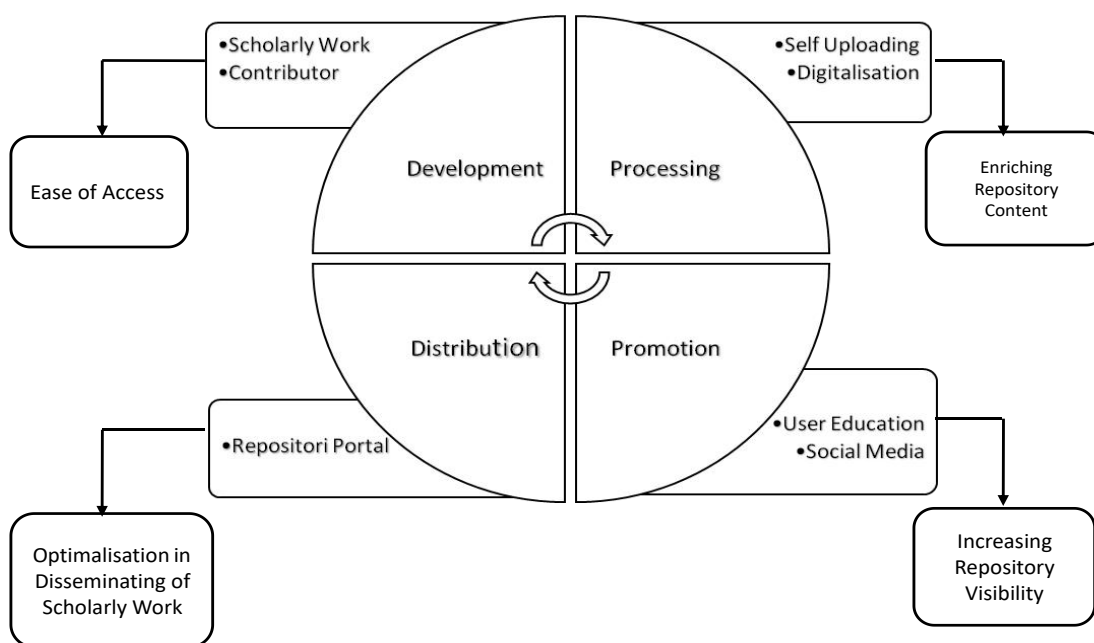 •Scholarly Work
•Contributor
•Self Uploading
•Digitalisation
Ease of Access
Development
Processing
Enriching
Repository
Content
Distribution
Promotion
•Repositori Portal
•User Education
•Social Media
Optimalisation in
Disseminating of
Scholarly Work
Increasing
Repository
Visibility